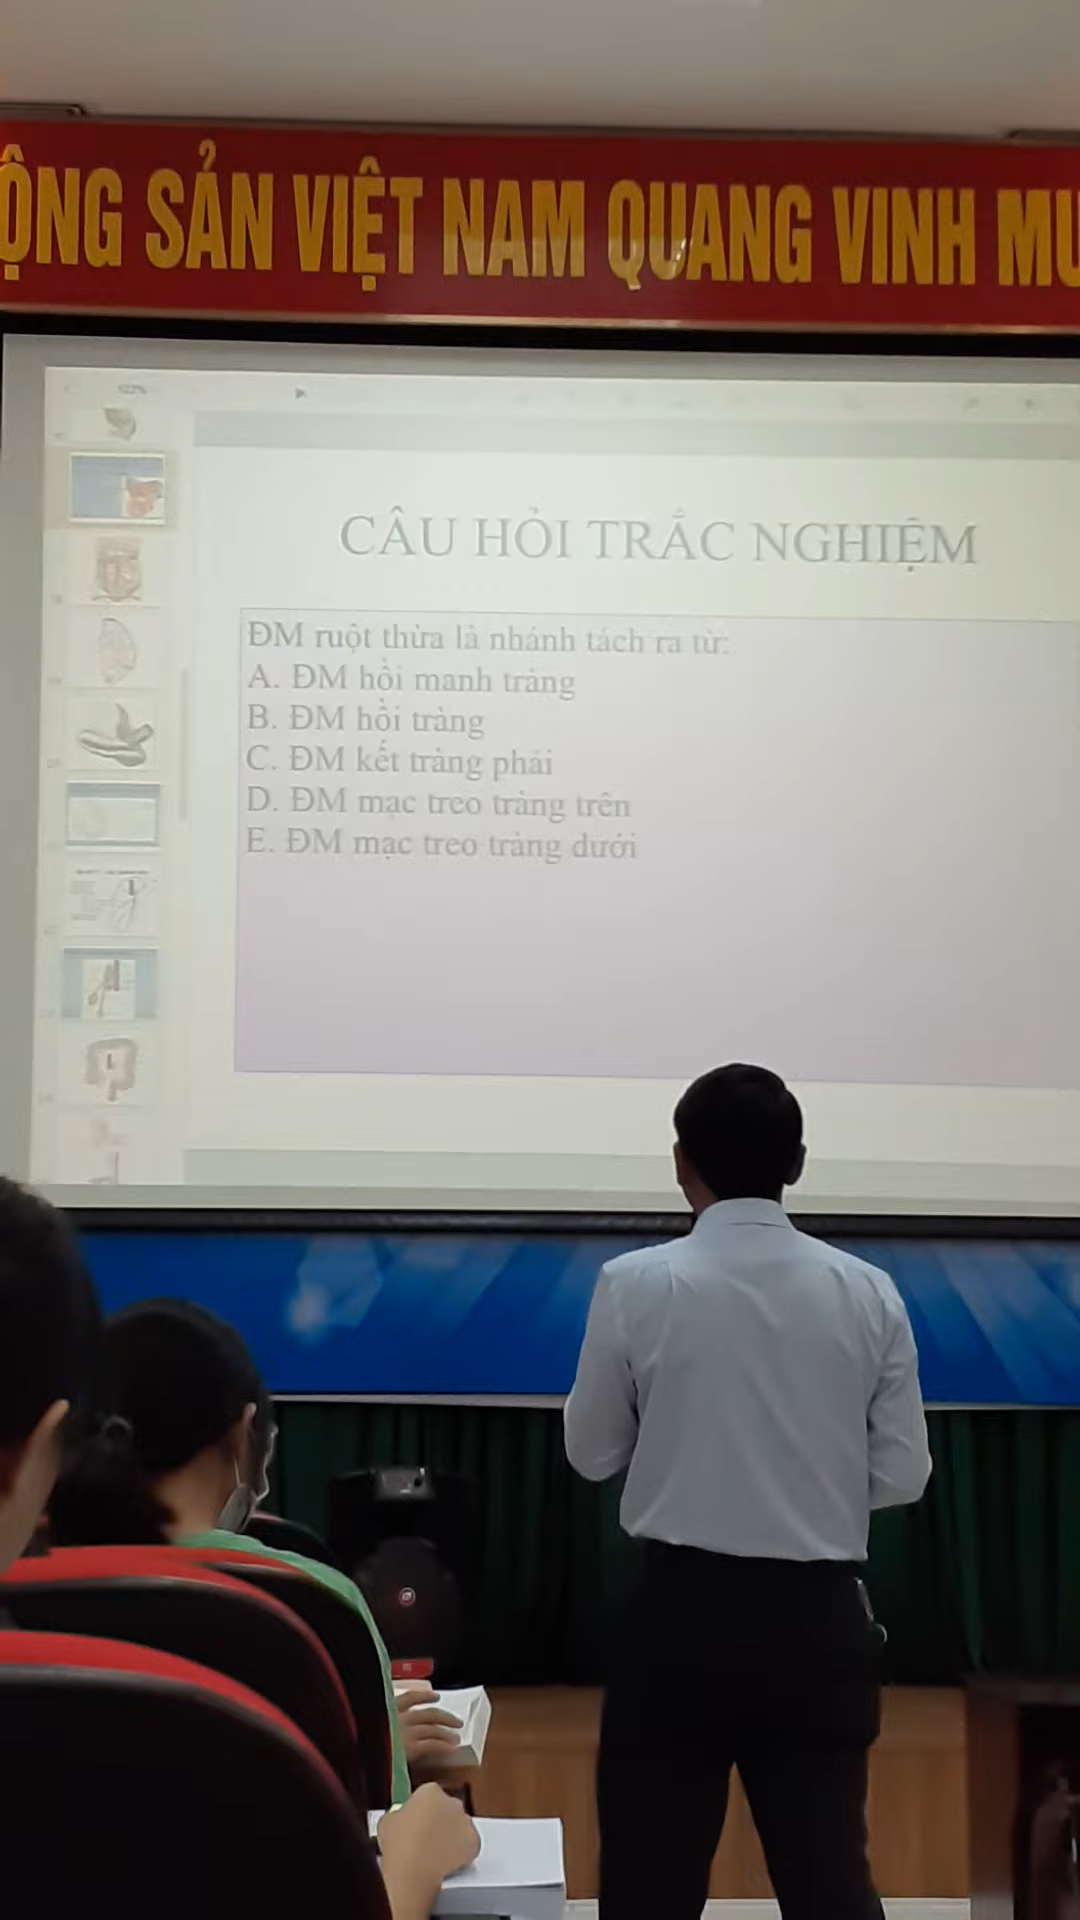 ỘNG SẢN VIỆT NAM QUANG VINH MU
122%
CÂU HỎI TRẮC NGHIỆM
ĐM ruột thừa là nhánh tách ra từ:
A. ĐM hồi manh tràng
B. ĐM hồi tràng
C. ĐM kết tràng phải
D. ĐM mạc treo tràng trên
E. ĐM mạc treo tràng dưới